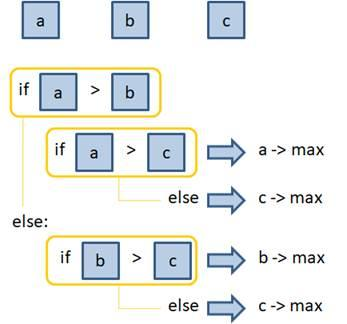 a b c
if a > b
if a > c a -> max
else c -> max
else:
if b > c b -> max
else c -> max